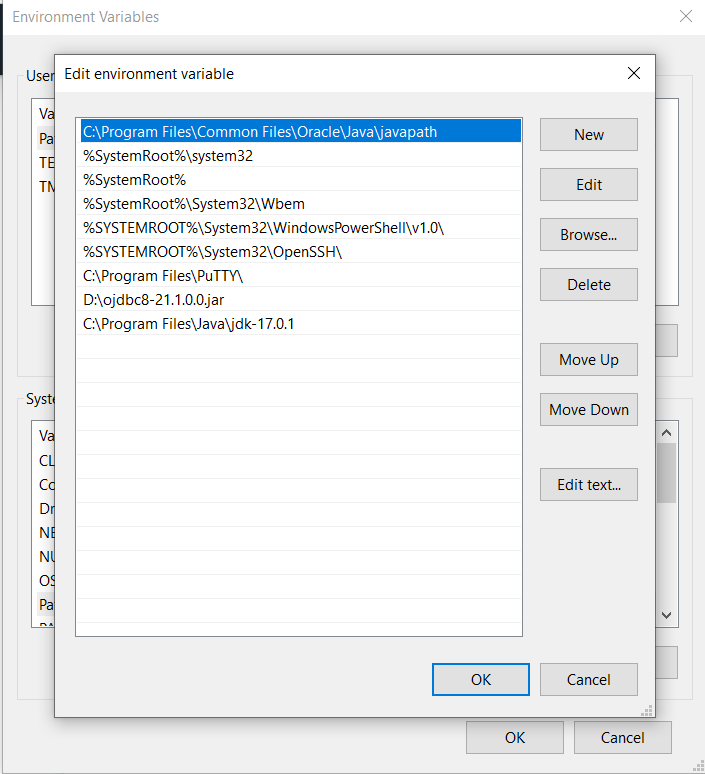 Environment Variables
Edit environment variable
User
Va
Pa
TE
TM
C:\Program Files\Common Files\Oracle\Java\javapath
%SystemRoot%\system32
%SystemRoot%
%SystemRoot%\System32\Wbem
%SYSTEMROOT%\System32\WindowsPowerShell\v1.0\
%SYSTEMROOT%\System32\OpenSSH\
C:\Program Files\PuTTY\
D:\ojdbc8-21.1.0.0.jar
C:\Program Files\Java\jdk-17.0.1
New
Edit
Browse...
Delete
Move Up
Move Down
Edit text...
Syste
Va
CL
Co
Dr
NE
NU
OS
Pa
PA
OK
Cancel
OK
Cancel